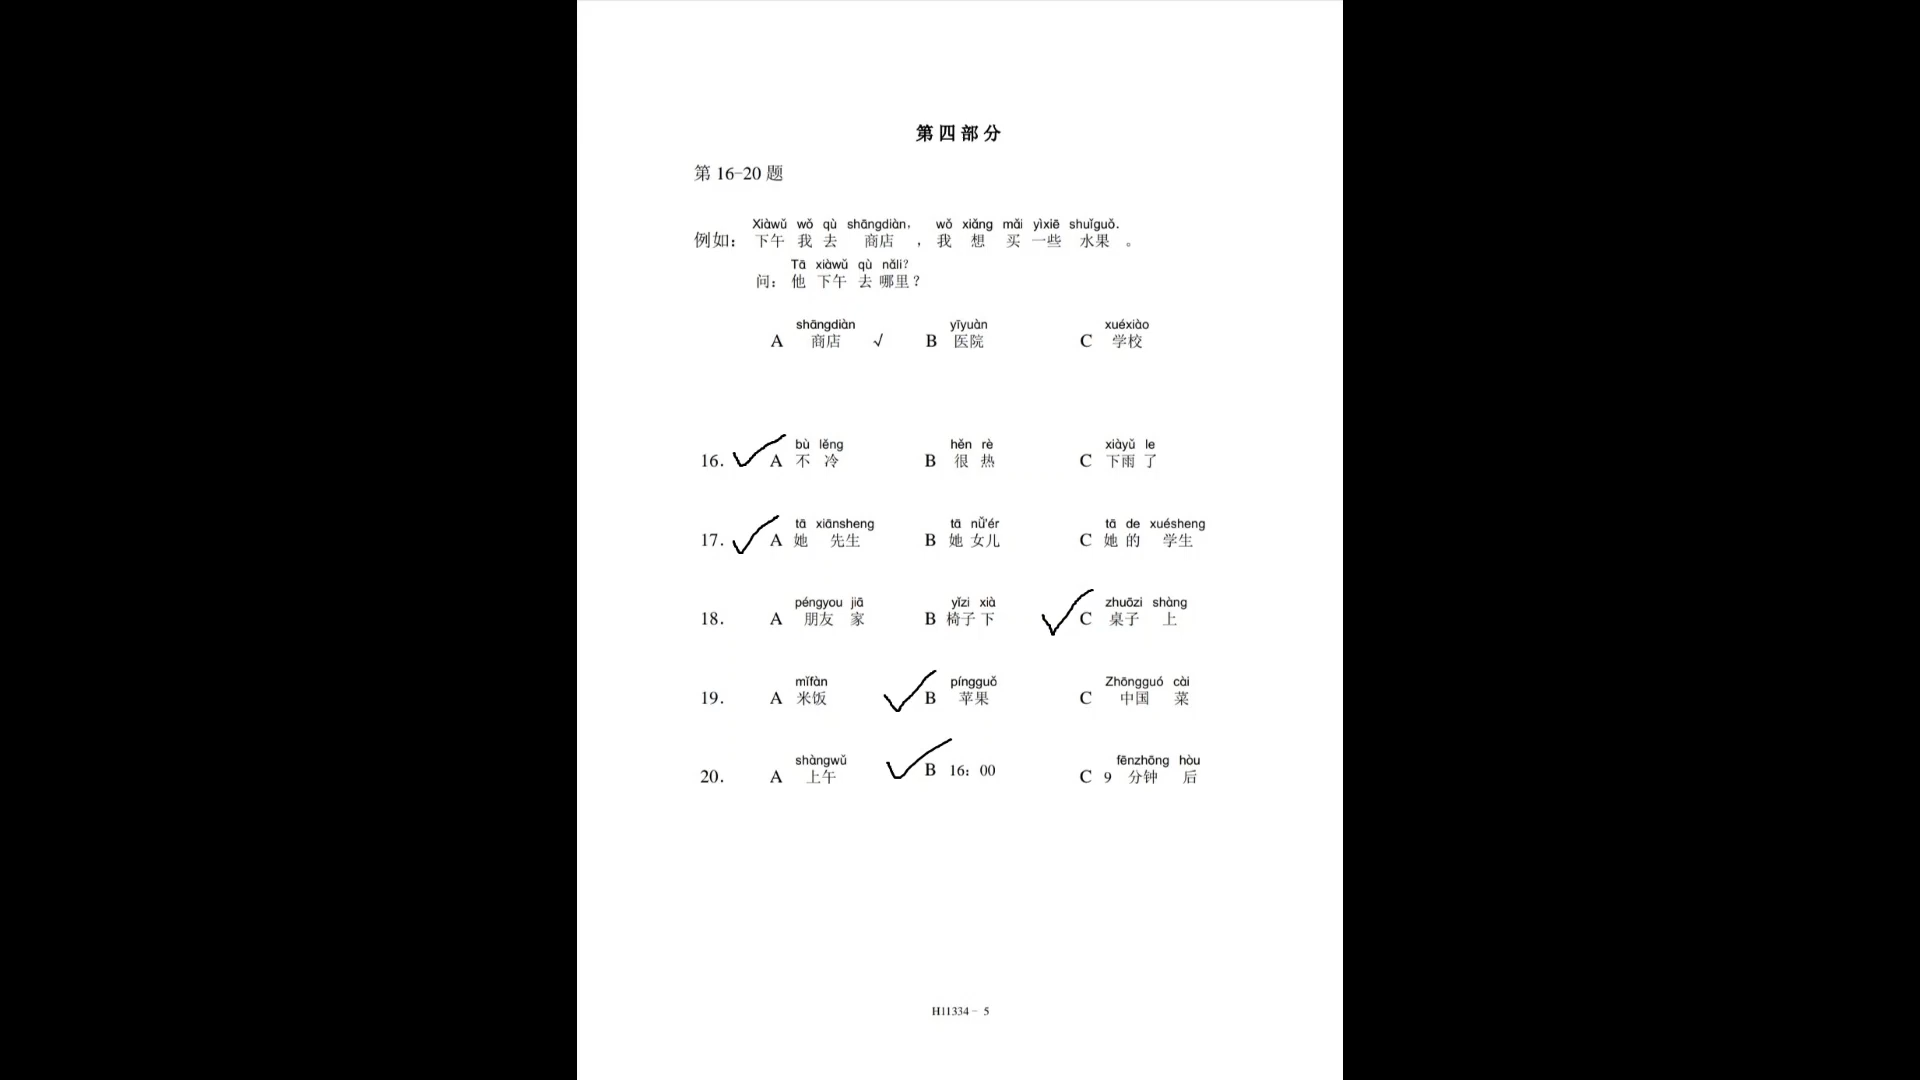 第四部分
第 16-20 题
Xiàwǔ wǒ qù shāngdiàn, wǒ xiǎng mǎi yìxiē shuǐguǒ.
例如： 下午 我 去 商店 ， 我 想 买 一些 水果 。
Tā xiàwǔ qù nǎli?
问： 他 下午 去 哪里？
shāngdiàn yīyuàn xuéxiào
A 商店 √ B 医院 C 学校
bù lěng hěn rè xiàyǔ le
16. ✓ A 不 冷 B 很 热 C 下雨 了
tā xiānsheng tā nǚ'ér tā de xuésheng
17. ✓ A 她 先生 B 她 女儿 C 她 的 学生
péngyou jiā yǐzi xià zhuōzi shàng
18. A 朋友 家 B 椅子 下 ✓ C 桌子 上
mǐfàn píngguǒ Zhōngguó cài
19. A 米饭 ✓ B 苹果 C 中国 菜
shàngwǔ fēnzhōng hòu
20. A 上午 ✓ B 16：00 C 9 分钟 后
H11334 - 5